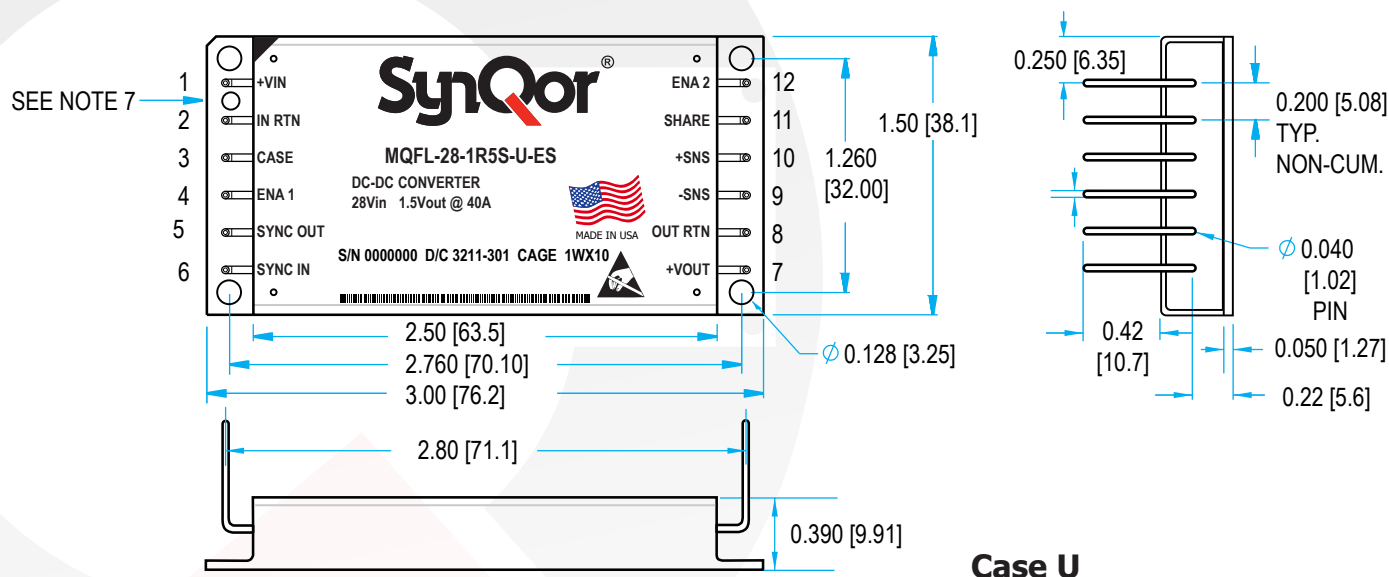 SynQor®
1
+VIN
SEE NOTE 7
2
IN RTN
3
CASE
4
ENA 1
5
SYNC OUT
6
SYNC IN
MQFL-28-1R5S-U-ES
DC-DC CONVERTER
28Vin 1.5Vout @ 40A
MADE IN USA
S/N 0000000 D/C 3211-301 CAGE 1WX10
ENA 2
12
SHARE
11
+SNS
10
-SNS
9
OUT RTN
8
+VOUT
7
1.260
[32.00]
1.50 [38.1]
2.50 [63.5]
2.760 [70.10]
3.00 [76.2]
∅ 0.128 [3.25]
0.250 [6.35]
0.200 [5.08]
TYP.
NON-CUM.
∅ 0.040
[1.02]
PIN
0.42
[10.7]
0.050 [1.27]
0.22 [5.6]
2.80 [71.1]
0.390 [9.91]
Case U